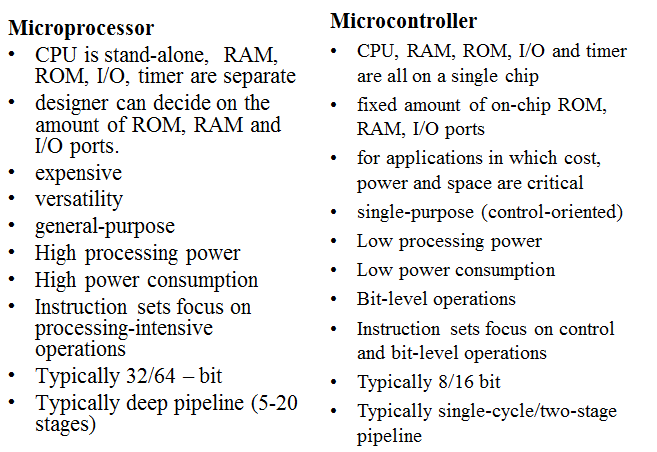 Microprocessor
• CPU is stand-alone, RAM,
ROM, I/O, timer are separate
• designer can decide on the
amount of ROM, RAM and
I/O ports.
• expensive
• versatility
• general-purpose
• High processing power
• High power consumption
• Instruction sets focus on
processing-intensive
operations
• Typically 32/64 – bit
• Typically deep pipeline (5-20
stages)
Microcontroller
• CPU, RAM, ROM, I/O and timer
are all on a single chip
• fixed amount of on-chip ROM,
RAM, I/O ports
• for applications in which cost,
power and space are critical
• single-purpose (control-oriented)
• Low processing power
• Low power consumption
• Bit-level operations
• Instruction sets focus on control
and bit-level operations
• Typically 8/16 bit
• Typically single-cycle/two-stage
pipeline